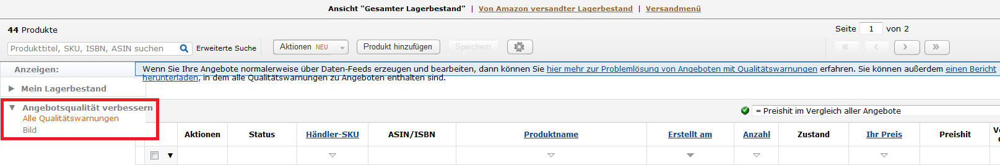 Ansicht "Gesamter Lagerbestand" | Von Amazon versandter Lagerbestand | Versandmenü
44 Produkte
Seite 1 von 2
Produkttitel, SKU, ISBN, ASIN suchen Erweiterte Suche Aktionen NEU Produkt hinzufügen Speichern
Anzeigen:
Wenn Sie Ihre Angebote normalerweise über Daten-Feeds erzeugen und bearbeiten, dann können Sie hier mehr zur Problemlösung von Angeboten mit Qualitätswarnungen erfahren. Sie können außerdem einen Bericht
herunterladen, in dem alle Qualitätswarnungen zu Angeboten enthalten sind.
Mein Lagerbestand
Angebotsqualität verbessern
Alle Qualitätswarnungen
Bild
= Preishit im Vergleich aller Angebote
Aktionen Status Händler-SKU ASIN/ISBN Produktname Erstellt am Anzahl Zustand Ihr Preis Preishit